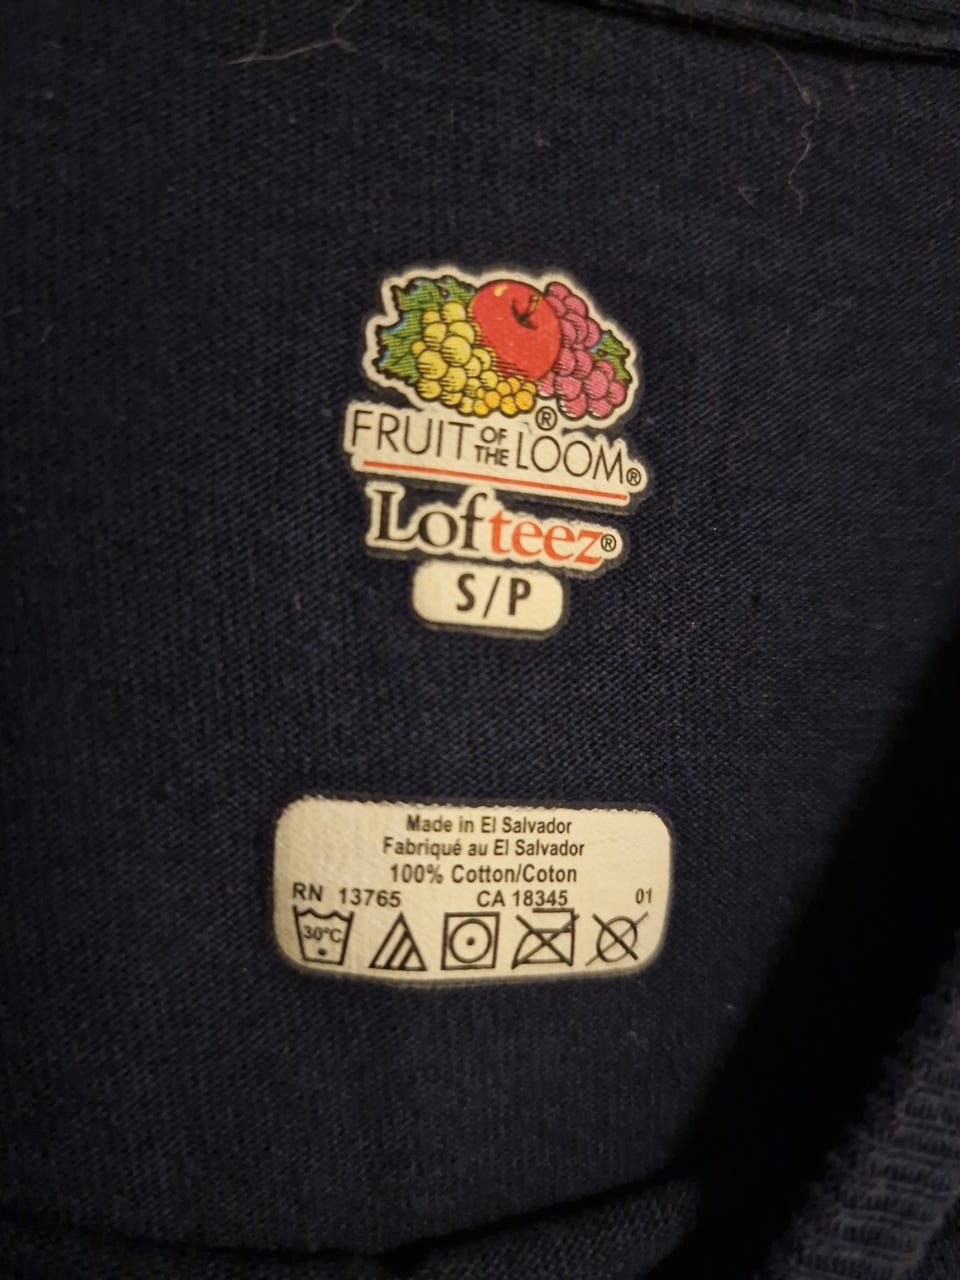 ®
FRUIT OF THE LOOM®
Lofteez®
S/P
Made in El Salvador
Fabriqué au El Salvador
100% Cotton/Coton
RN 13765 CA 18345 01
30°C